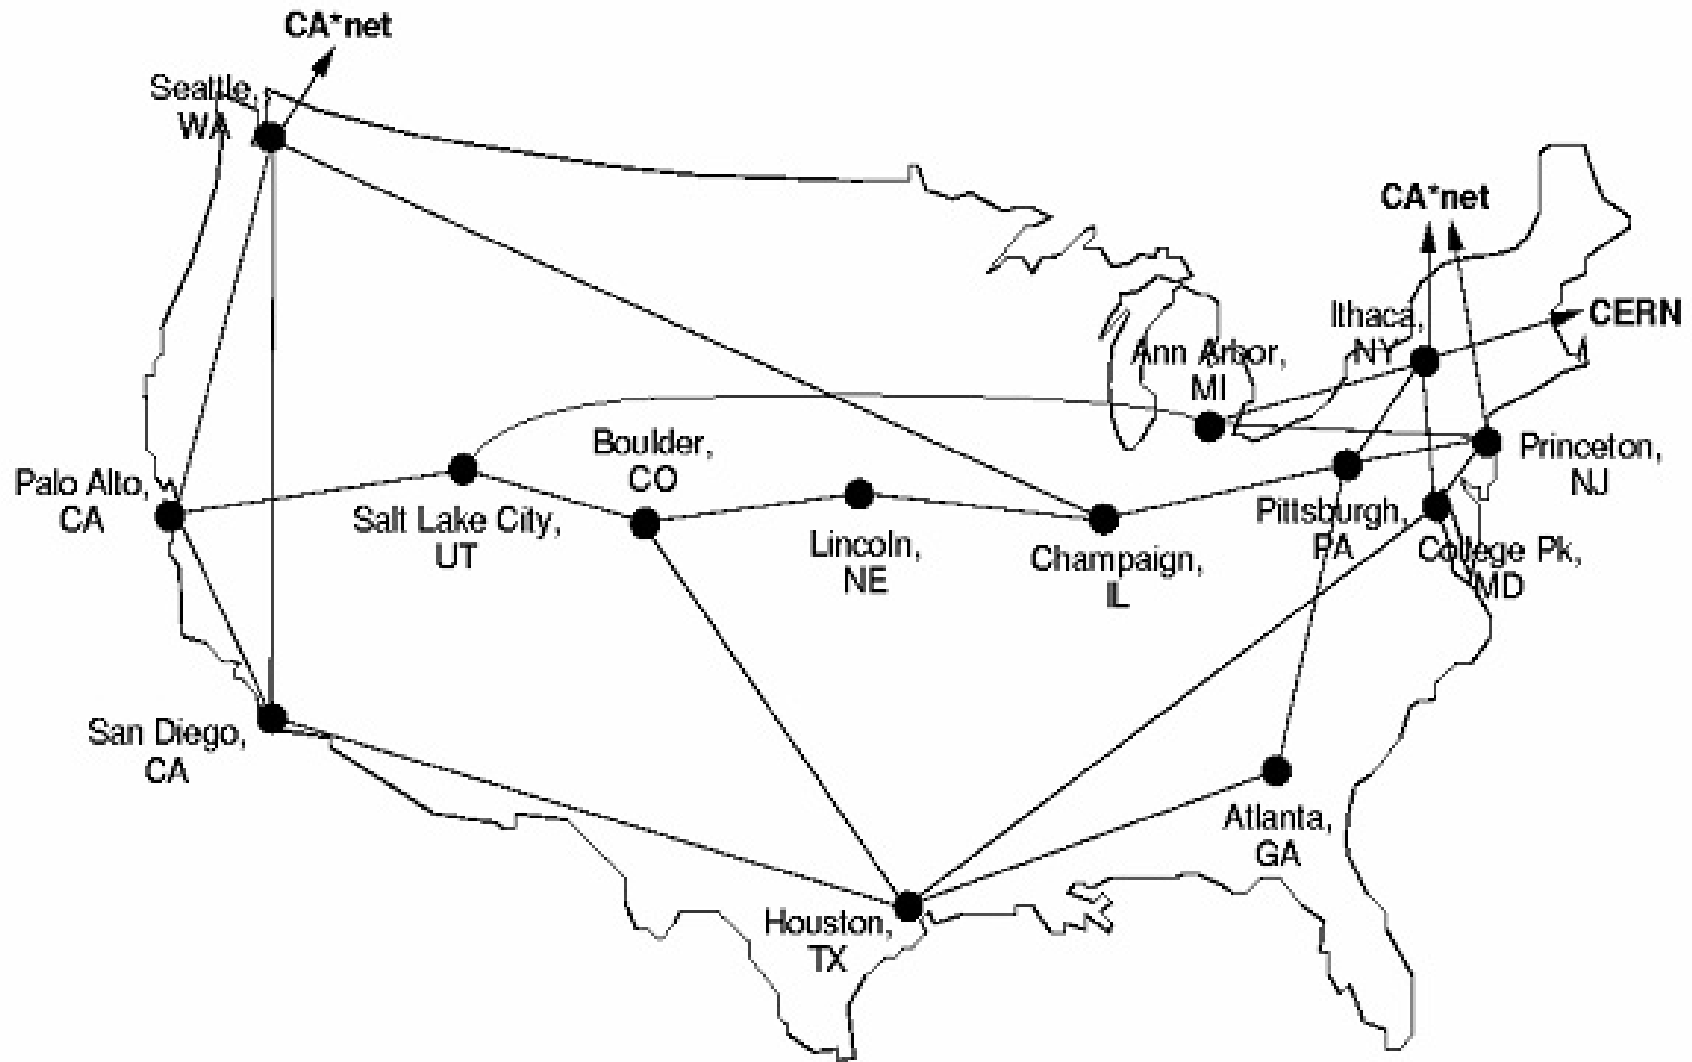 CA*net
Seattle,
WA
CA*net
Ithaca,
NY
CERN
Ann Arbor,
MI
Boulder,
CO
Princeton,
NJ
Palo Alto,
CA
Salt Lake City,
UT
Lincoln,
NE
Champaign,
IL
Pittsburgh,
PA
College Pk,
MD
San Diego,
CA
Atlanta,
GA
Houston,
TX